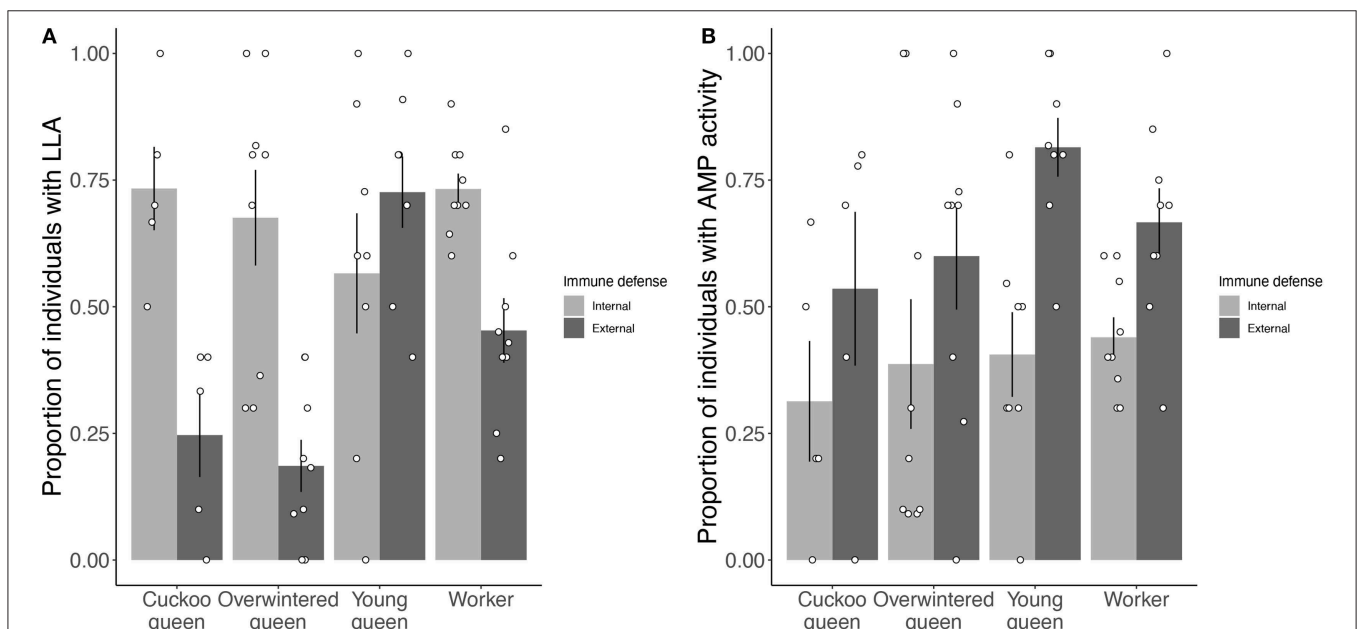 A
Proportion of individuals with LLA
1.00
0.75
0.50
0.25
0.00
Cuckoo queen
Overwintered queen
Young queen
Worker
Immune defense
Internal
External
B
Proportion of individuals with AMP activity
1.00
0.75
0.50
0.25
0.00
Cuckoo queen
Overwintered queen
Young queen
Worker
Immune defense
Internal
External